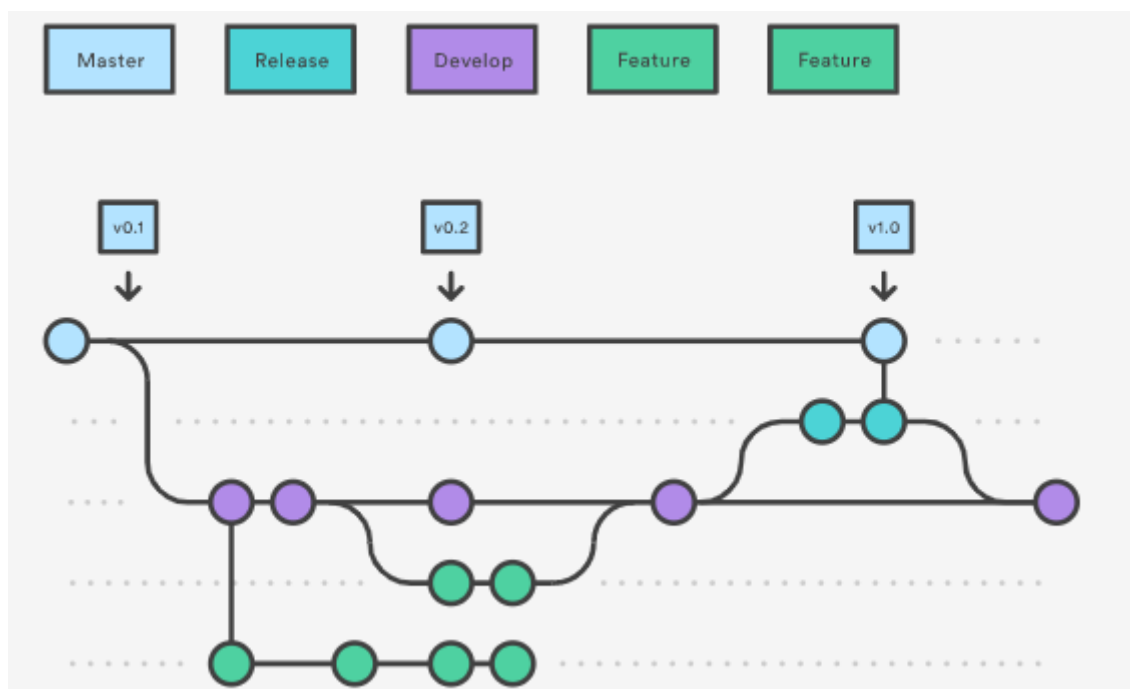 Master
Release
Develop
Feature
Feature
v0.1
v0.2
v1.0